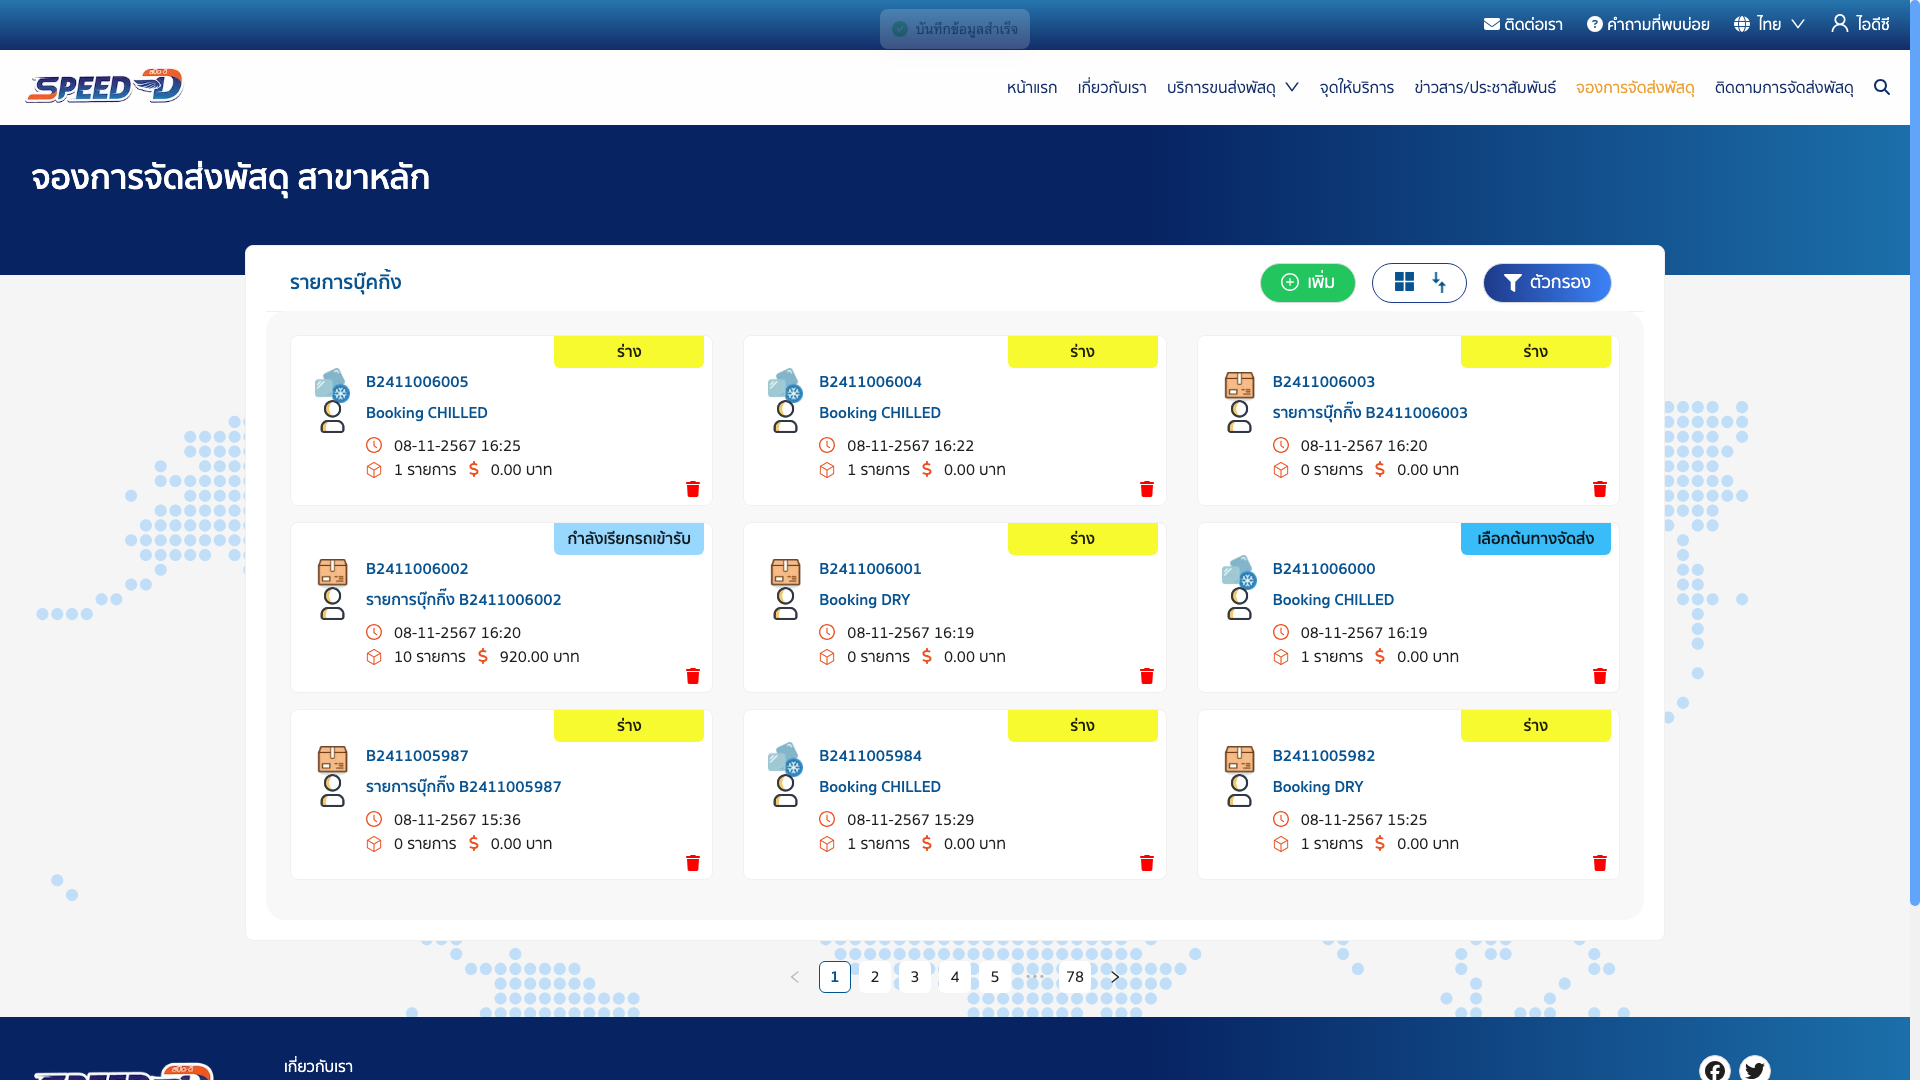 บันทึกข้อมูลสำเร็จ
ติดต่อเรา คำถามที่พบบ่อย ไทย ไอดีซี
SPEED-D สปีด-ดี
หน้าแรก เกี่ยวกับเรา บริการขนส่งพัสดุ จุดให้บริการ ข่าวสาร/ประชาสัมพันธ์ จองการจัดส่งพัสดุ ติดตามการจัดส่งพัสดุ
จองการจัดส่งพัสดุ สาขาหลัก
รายการบุ๊คกิ้ง
เพิ่ม ตัวกรอง
ร่าง
B2411006005
Booking CHILLED
08-11-2567 16:25
1 รายการ 0.00 บาท
ร่าง
B2411006004
Booking CHILLED
08-11-2567 16:22
1 รายการ 0.00 บาท
ร่าง
B2411006003
รายการบุ๊กกิ๊ง B2411006003
08-11-2567 16:20
0 รายการ 0.00 บาท
กำลังเรียกรถเข้ารับ
B2411006002
รายการบุ๊กกิ๊ง B2411006002
08-11-2567 16:20
10 รายการ 920.00 บาท
ร่าง
B2411006001
Booking DRY
08-11-2567 16:19
0 รายการ 0.00 บาท
เลือกต้นทางจัดส่ง
B2411006000
Booking CHILLED
08-11-2567 16:19
1 รายการ 0.00 บาท
ร่าง
B2411005987
รายการบุ๊กกิ๊ง B2411005987
08-11-2567 15:36
0 รายการ 0.00 บาท
ร่าง
B2411005984
Booking CHILLED
08-11-2567 15:29
1 รายการ 0.00 บาท
ร่าง
B2411005982
Booking DRY
08-11-2567 15:25
1 รายการ 0.00 บาท
1 2 3 4 5 ••• 78
สปีด-ดี
SPEED-D
เกี่ยวกับเรา